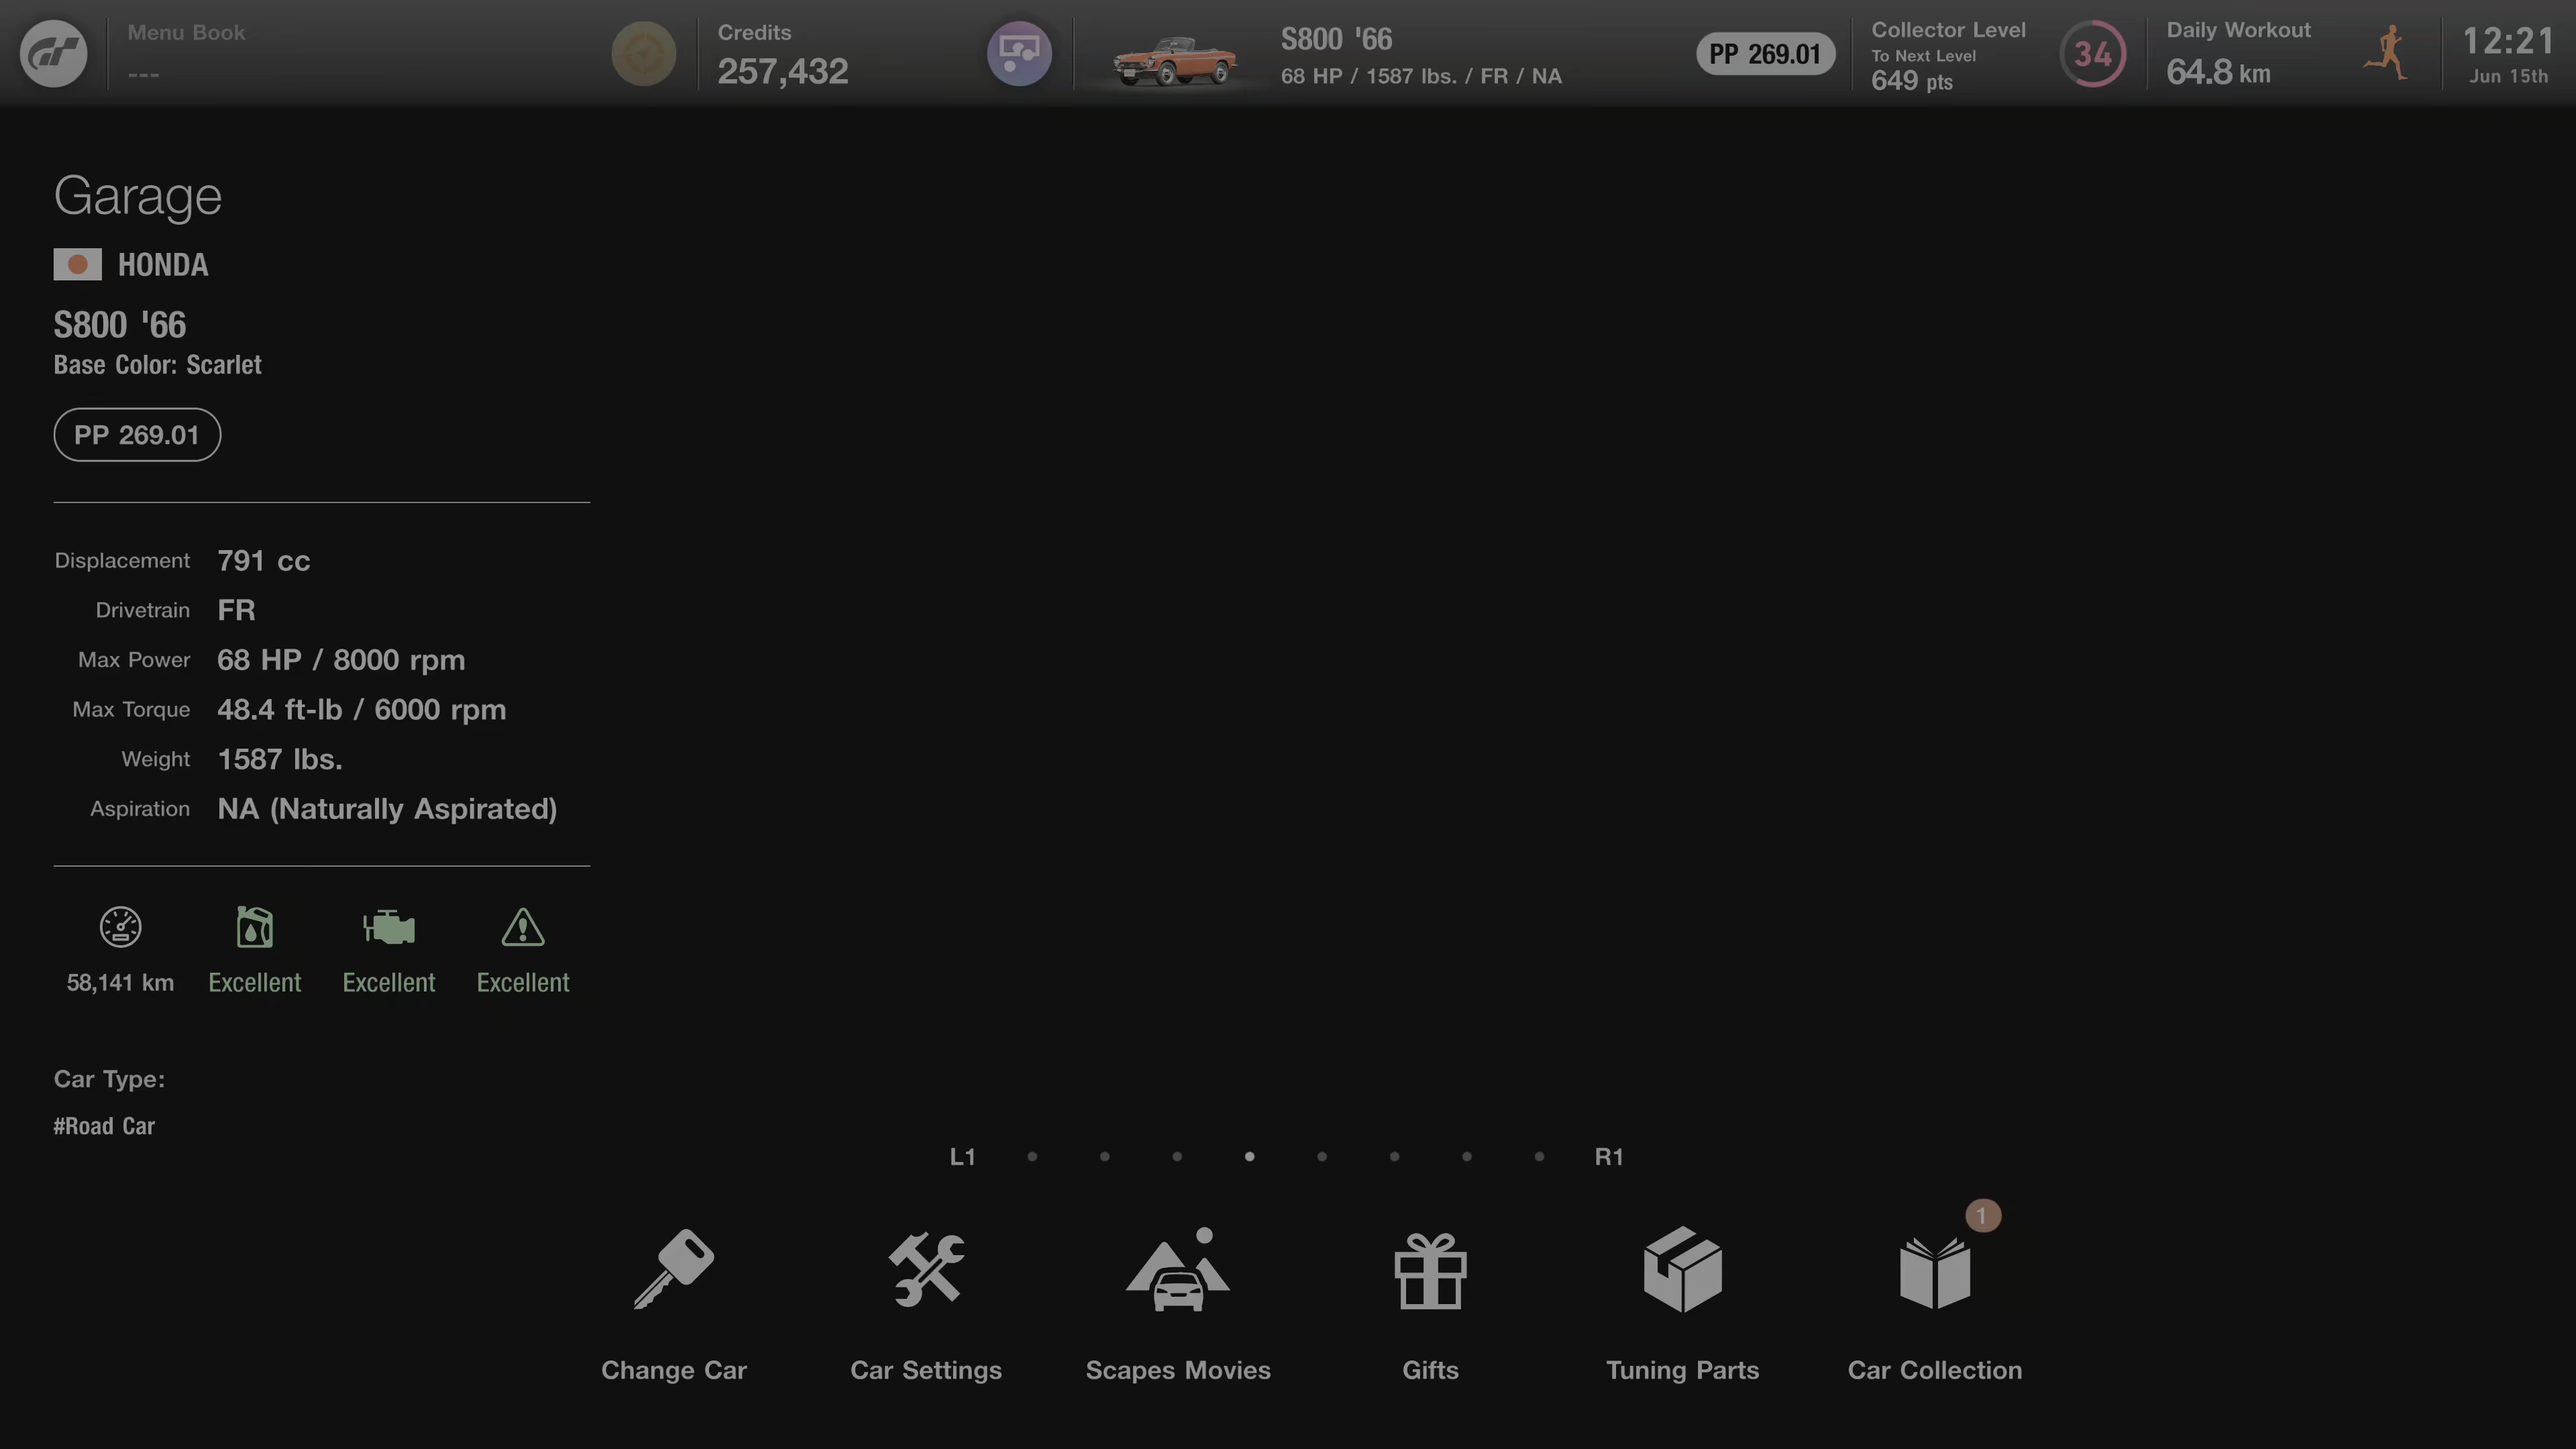 Menu Book
---
Credits
257,432
S800 '66
68 HP / 1587 lbs. / FR / NA
PP 269.01
Collector Level
To Next Level
649 pts
34
Daily Workout
64.8 km
12:21
Jun 15th
Garage
HONDA
S800 '66
Base Color: Scarlet
PP 269.01
Displacement 791 cc
Drivetrain FR
Max Power 68 HP / 8000 rpm
Max Torque 48.4 ft-lb / 6000 rpm
Weight 1587 lbs.
Aspiration NA (Naturally Aspirated)
58,141 km Excellent Excellent Excellent
Car Type:
#Road Car
L1 R1
1
Change Car Car Settings Scapes Movies Gifts Tuning Parts Car Collection